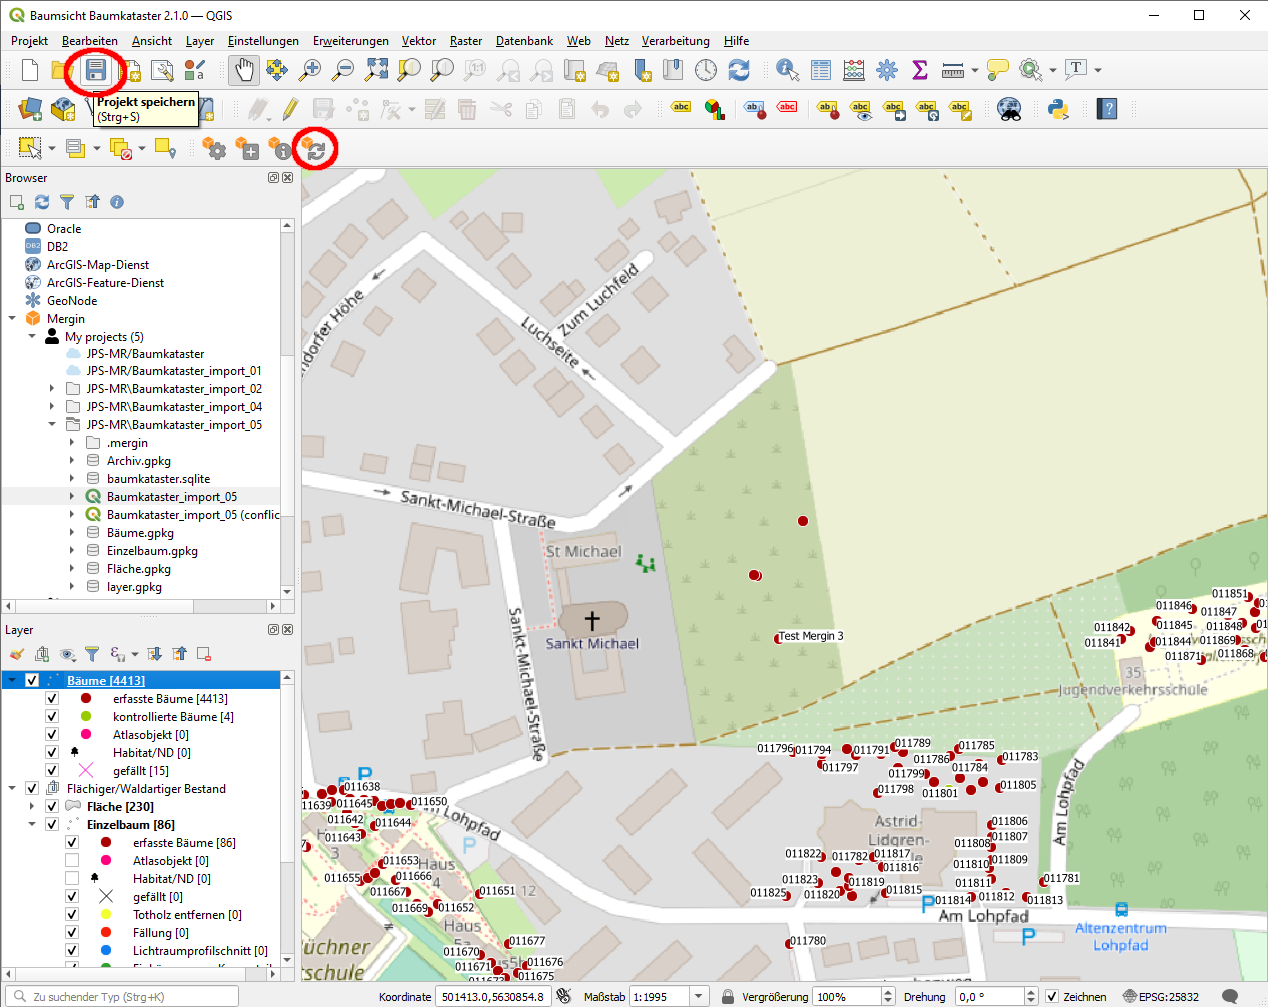 Baumsicht Baumkataster 2.1.0 — QGIS
Projekt Bearbeiten Ansicht Layer Einstellungen Erweiterungen Vektor Raster Datenbank Web Netz Verarbeitung Hilfe
Projekt speichern
(Strg+S)
Browser
Oracle
DB2
ArcGIS-Map-Dienst
ArcGIS-Feature-Dienst
GeoNode
Mergin
My projects (5)
JPS-MR/Baumkataster
JPS-MR/Baumkataster_import_01
JPS-MR\Baumkataster_import_02
JPS-MR\Baumkataster_import_04
JPS-MR\Baumkataster_import_05
.mergin
Archiv.gpkg
baumkataster.sqlite
Baumkataster_import_05
Baumkataster_import_05 (conflic
Bäume.gpkg
Einzelbaum.gpkg
Fläche.gpkg
layer.gpkg
Layer
Bäume [4413]
erfasste Bäume [4413]
kontrollierte Bäume [4]
Atlasobjekt [0]
Habitat/ND [0]
gefällt [15]
Flächiger/Waldartiger Bestand
Fläche [230]
Einzelbaum [86]
erfasste Bäume [86]
Atlasobjekt [0]
Habitat/ND [0]
gefällt [0]
Totholz entfernen [0]
Fällung [0]
Lichtraumprofilschnitt [0]
ndorfer Höhe
Zum Luchfeld
Luchseite
Sankt-Michael-Straße
St Michael
Sankt Michael
Sankt-Michael-Straße
Test Mergin 3
011851
011846 011847
011842 011845 011848
011841 011844 011869
011871 011868
35
Jugendverkehrsschule
011796 011794 011791 011789 011785
011786 011783
011797 011799 011784
011798 011801 011805
Am Lohpfad
Astrid-
Lidgren-
011806
011807
011808
011809
011810
011811
011822 011782 011817
011816
011823 011819
011825 011820 011815
011814 011812 011813
011781
Am Lohpfad
Altenzentrum
Lohpfad
011780
P
P
P
P
011638
011639 011645 011650
011642 011644
011643
m Lohpfad
3
011653
Haus
4
011655 011666
011667 011651
12
011669 011652
Haus
5a
011677
011670 011676
011671 011675
üchner
schule
Zu suchender Typ (Strg+K)
Koordinate 501413.0,5630854.8 Maßstab 1:1995 Vergrößerung 100% Drehung 0,0 ° Zeichnen EPSG:25832